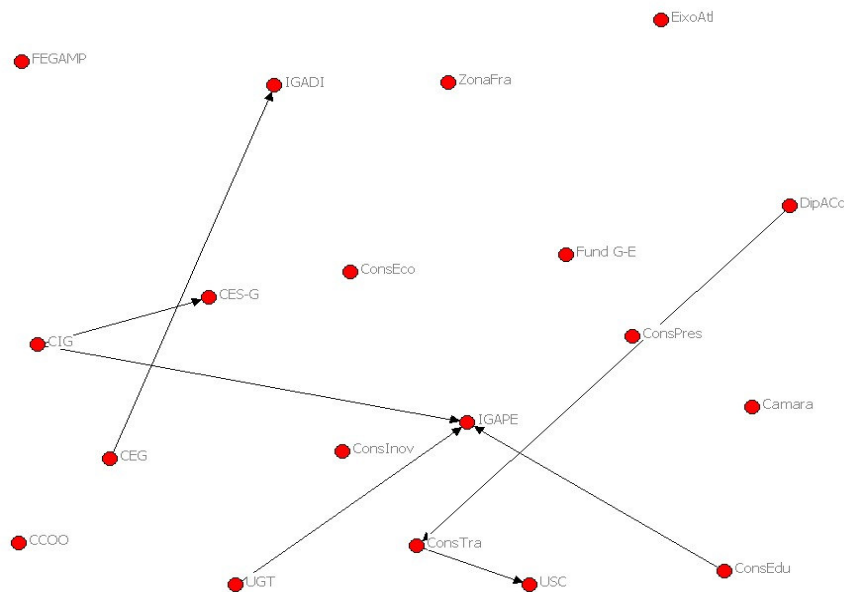 EixoAtl
FEGAMP
IGADI
ZonaFra
DipACo
Fund G-E
ConsEco
CES-G
ConsPres
CIG
Camara
IGAPE
ConsInov
CEG
CCOO
ConsTra
ConsEdu
UGT
USC